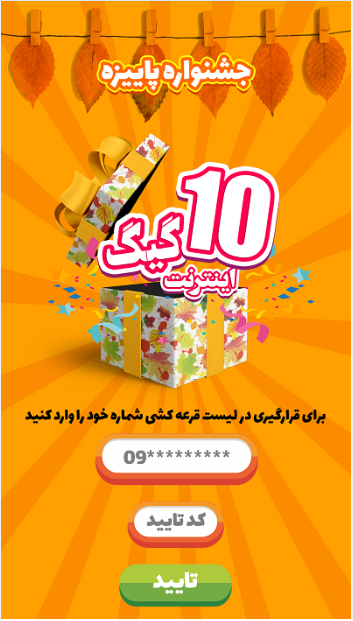 جشنواره پاییزه
10
گیگ
اینترنت
برای قرارگیری در لیست قرعه کشی شماره خود را وارد کنید
09*********
کد تایید
تایید